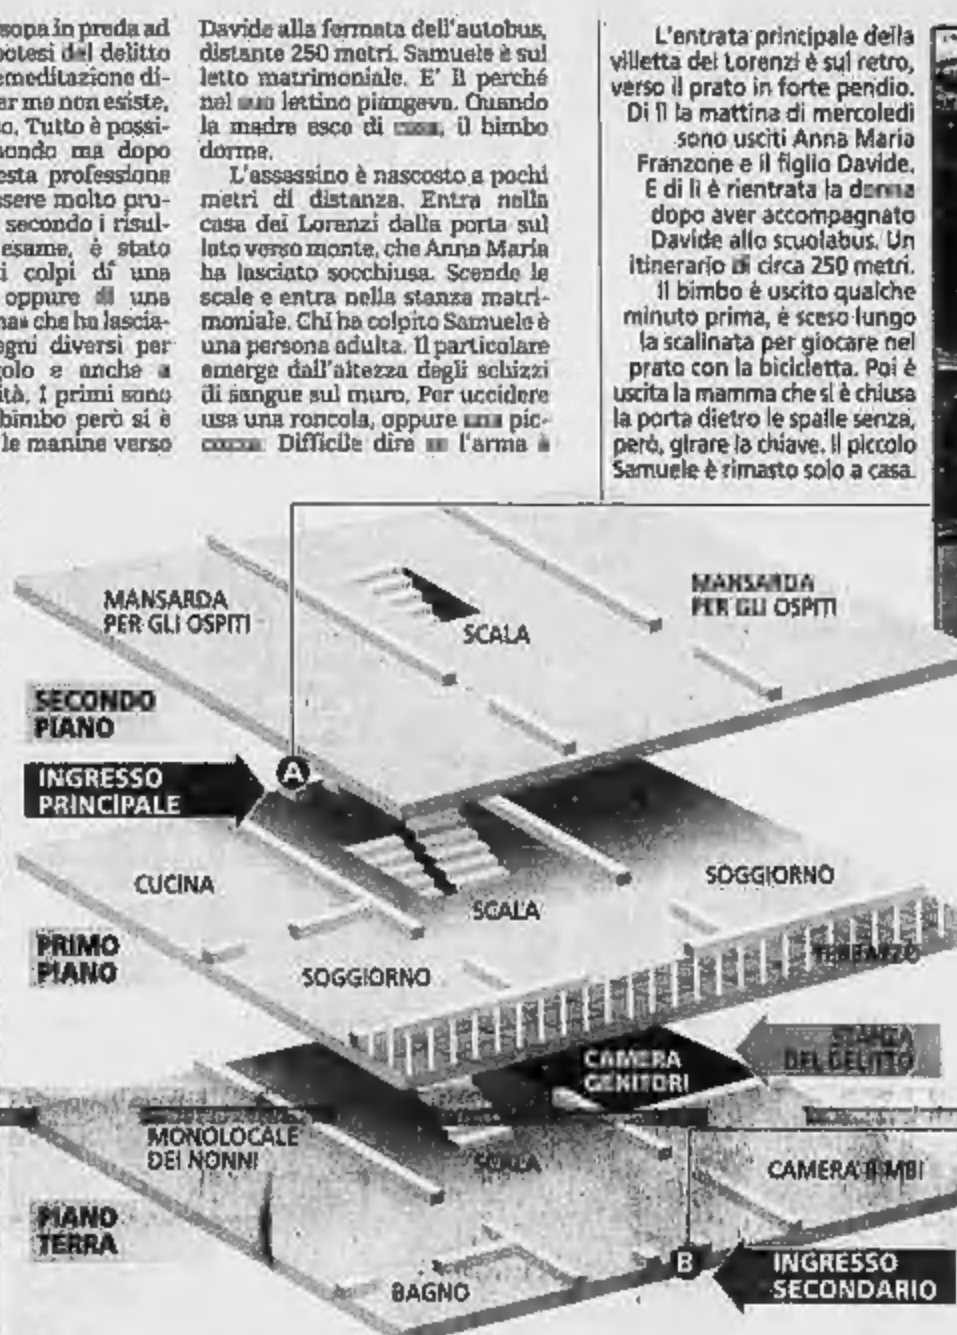 sona in preda ad
potesi del delitto
emeditazione di-
er me non esiste,
o. Tutto è possi-
mondo ma dopo
esta professione
ssere molto pru-
secondo i risul-
esame, è stato
i colpi di una
oppure di una
na» che ha lascia-
egni diversi per
golo e anche a
ità. I primi sono
bimbo però si è
le manine verso
Davide alla fermata dell'autobus,
distante 250 metri. Samuele è sul
letto matrimoniale. E' lì perché
nel suo lettino piangeva. Quando
la madre esce di casa, il bimbo
dorme.
L'assassino è nascosto a pochi
metri di distanza. Entra nella
casa dei Lorenzi dalla porta sul
lato verso monte, che Anna Maria
ha lasciato socchiusa. Scende le
scale e entra nella stanza matri-
moniale. Chi ha colpito Samuele è
una persona adulta. Il particolare
emerge dall'altezza degli schizzi
di sangue sul muro. Per uccidere
usa una roncola, oppure una pic-
cozza. Difficile dire se l'arma è
L'entrata principale della
villetta dei Lorenzi è sul retro,
verso il prato in forte pendio.
Di lì la mattina di mercoledì
sono usciti Anna Maria
Franzone e il figlio Davide.
E di lì è rientrata la donna
dopo aver accompagnato
Davide allo scuolabus. Un
itinerario di circa 250 metri.
Il bimbo è uscito qualche
minuto prima, è sceso lungo
la scalinata per giocare nel
prato con la bicicletta. Poi è
uscita la mamma che si è chiusa
la porta dietro le spalle senza,
però, girare la chiave. Il piccolo
Samuele è rimasto solo a casa.
MANSARDA
PER GLI OSPITI
SCALA
MANSARDA
PER GLI OSPITI
SECONDO
PIANO
INGRESSO
PRINCIPALE
A
CUCINA
SCALA
SOGGIORNO
PRIMO
PIANO
SOGGIORNO
TERRAZZO
CAMERA
GENITORI
STANZA
DEL DELITTO
MONOLOCALE
DEI NONNI
SCALA
CAMERA
PIANO
TERRA
BAGNO
B
INGRESSO
SECONDARIO